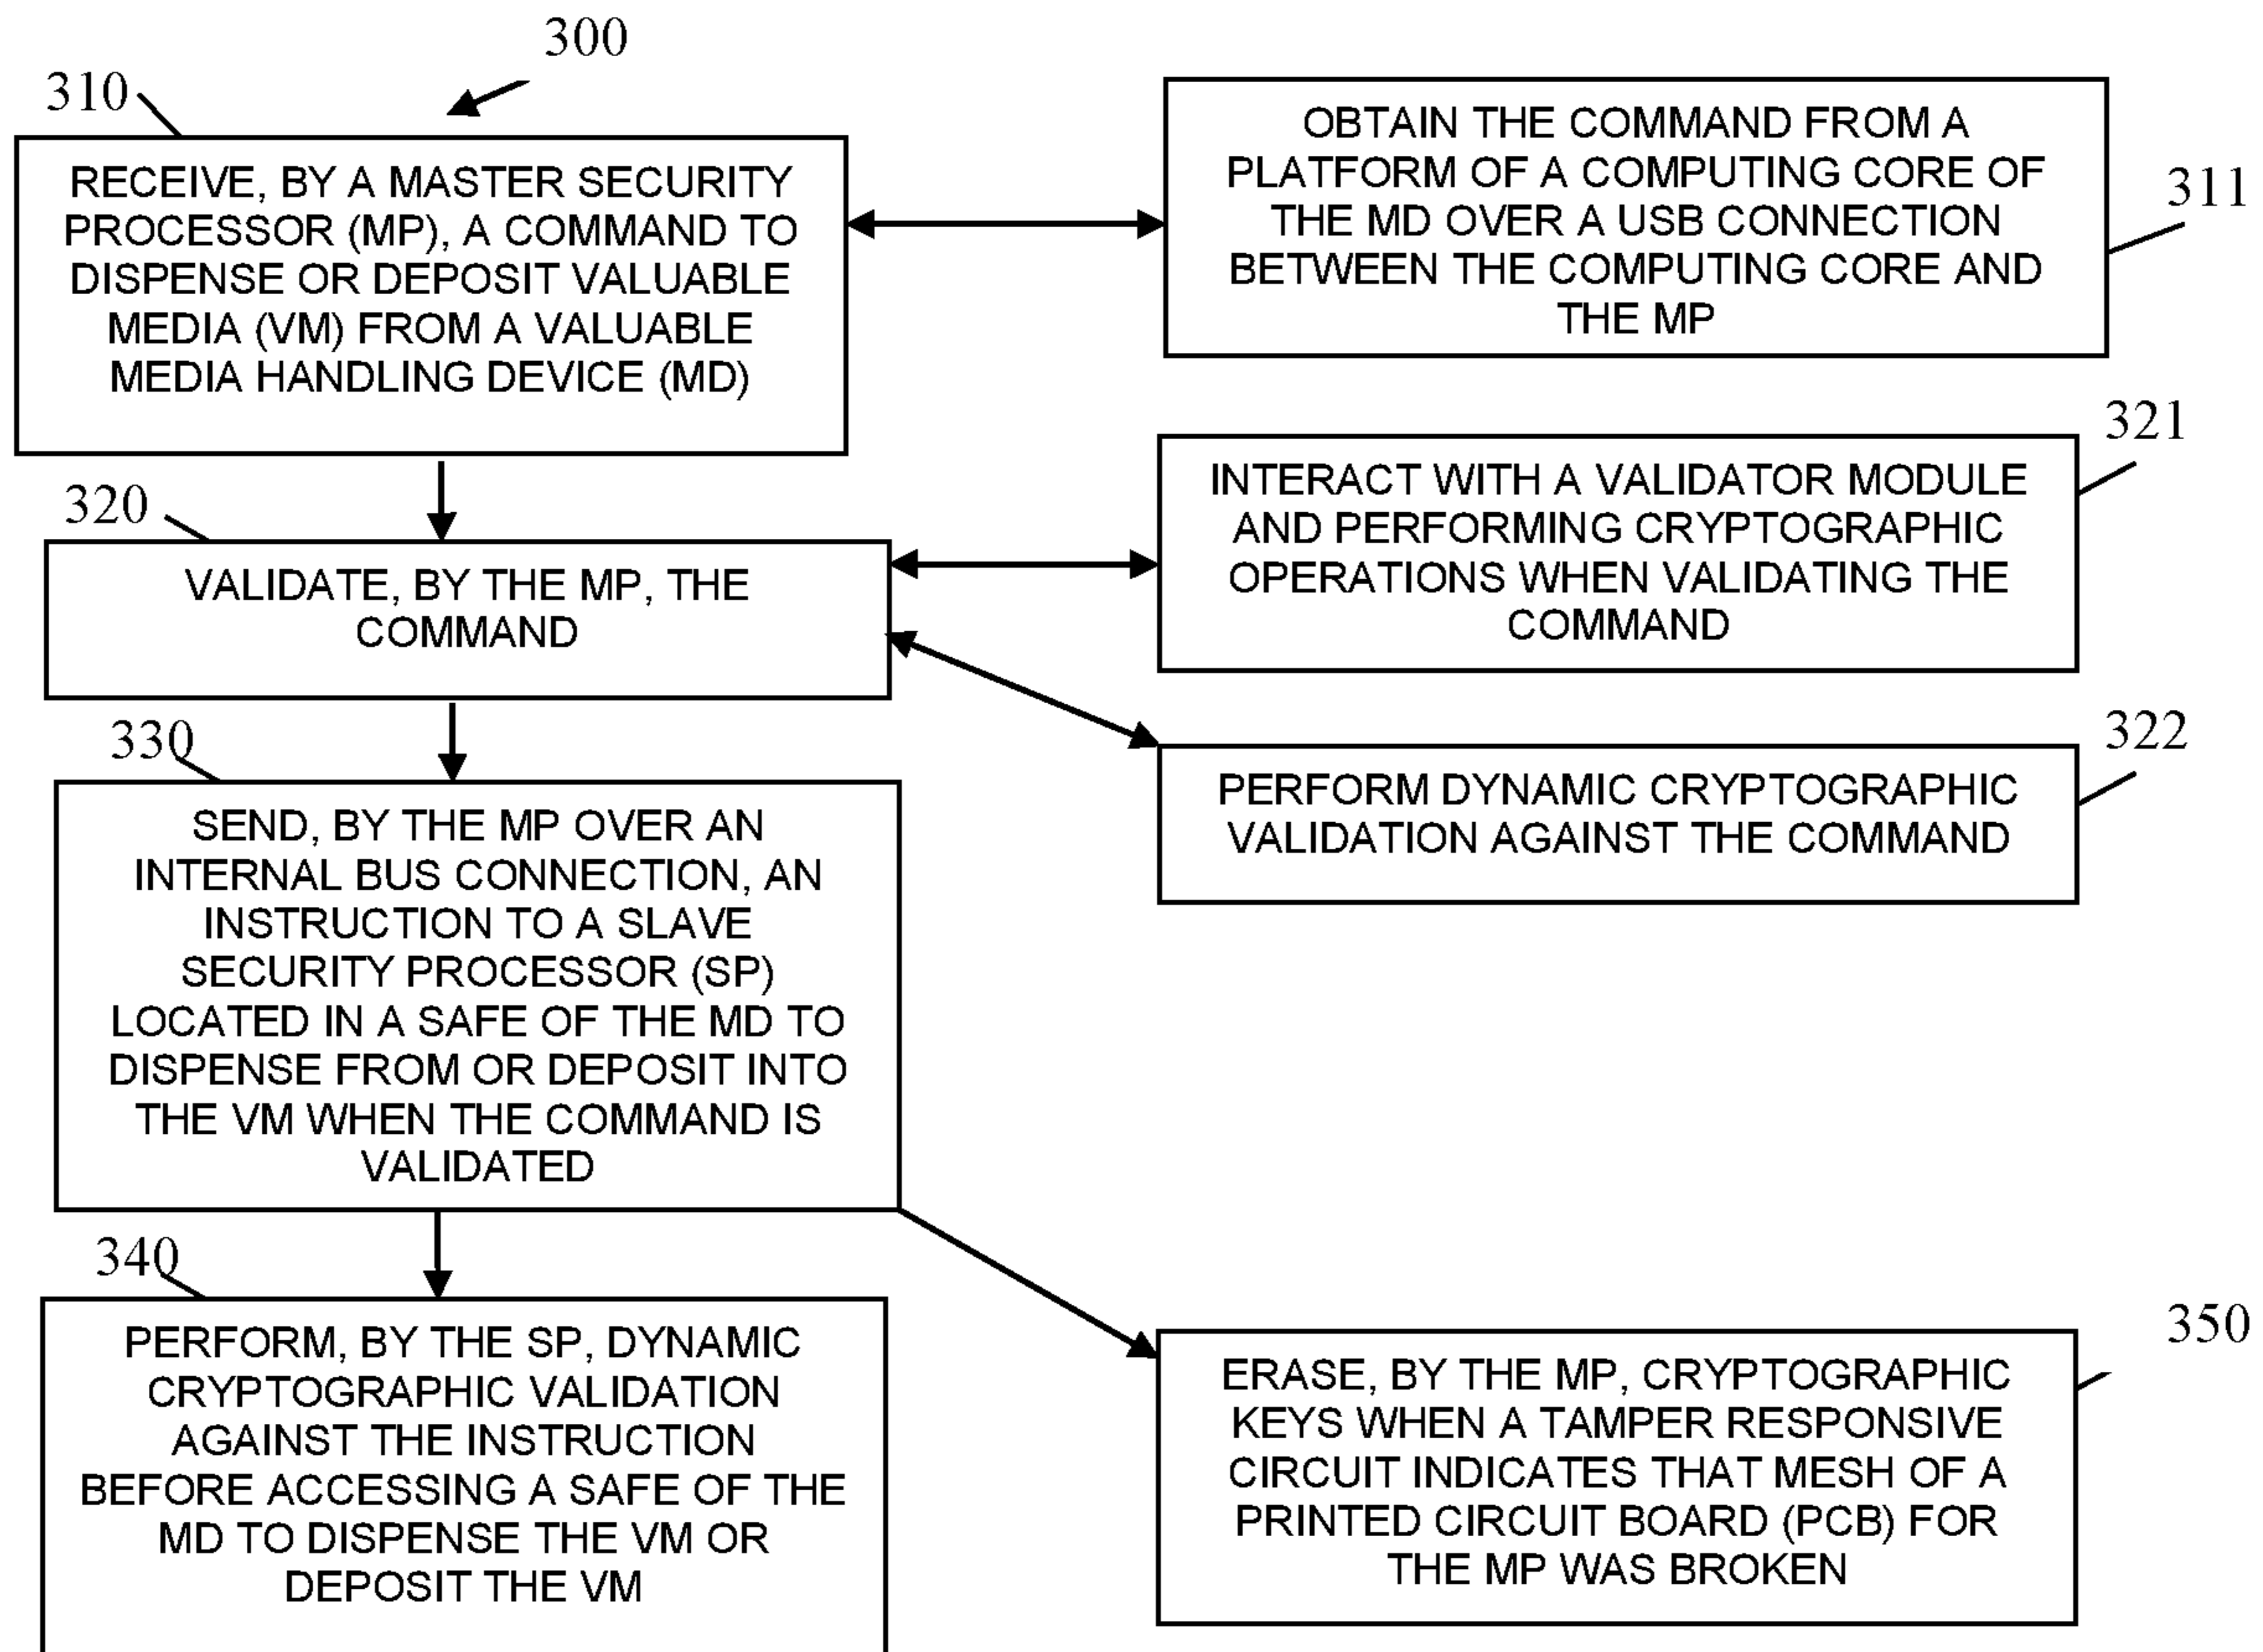 300
310
RECEIVE, BY A MASTER SECURITY
PROCESSOR (MP), A COMMAND TO
DISPENSE OR DEPOSIT VALUABLE
MEDIA (VM) FROM A VALUABLE
MEDIA HANDLING DEVICE (MD)
OBTAIN THE COMMAND FROM A
PLATFORM OF A COMPUTING CORE OF
THE MD OVER A USB CONNECTION
BETWEEN THE COMPUTING CORE AND
THE MP
311
320
VALIDATE, BY THE MP, THE
COMMAND
321
INTERACT WITH A VALIDATOR MODULE
AND PERFORMING CRYPTOGRAPHIC
OPERATIONS WHEN VALIDATING THE
COMMAND
322
PERFORM DYNAMIC CRYPTOGRAPHIC
VALIDATION AGAINST THE COMMAND
330
SEND, BY THE MP OVER AN
INTERNAL BUS CONNECTION, AN
INSTRUCTION TO A SLAVE
SECURITY PROCESSOR (SP)
LOCATED IN A SAFE OF THE MD TO
DISPENSE FROM OR DEPOSIT INTO
THE VM WHEN THE COMMAND IS
VALIDATED
340
PERFORM, BY THE SP, DYNAMIC
CRYPTOGRAPHIC VALIDATION
AGAINST THE INSTRUCTION
BEFORE ACCESSING A SAFE OF THE
MD TO DISPENSE THE VM OR
DEPOSIT THE VM
350
ERASE, BY THE MP, CRYPTOGRAPHIC
KEYS WHEN A TAMPER RESPONSIVE
CIRCUIT INDICATES THAT MESH OF A
PRINTED CIRCUIT BOARD (PCB) FOR
THE MP WAS BROKEN